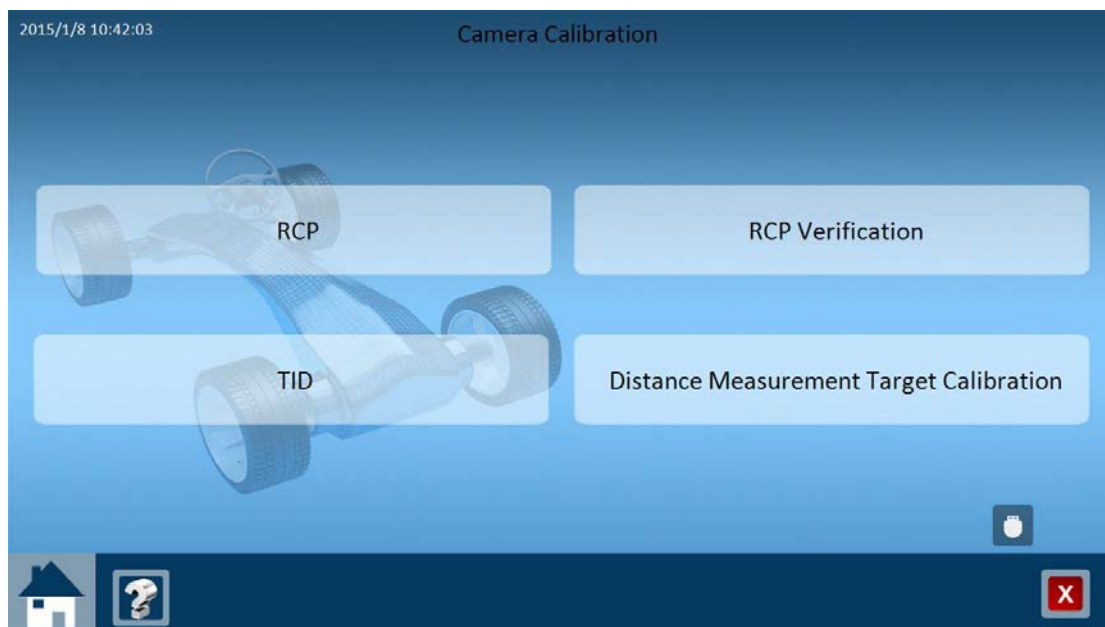 2015/1/8 10:42:03
Camera Calibration
RCP
RCP Verification
TID
Distance Measurement Target Calibration
?
X